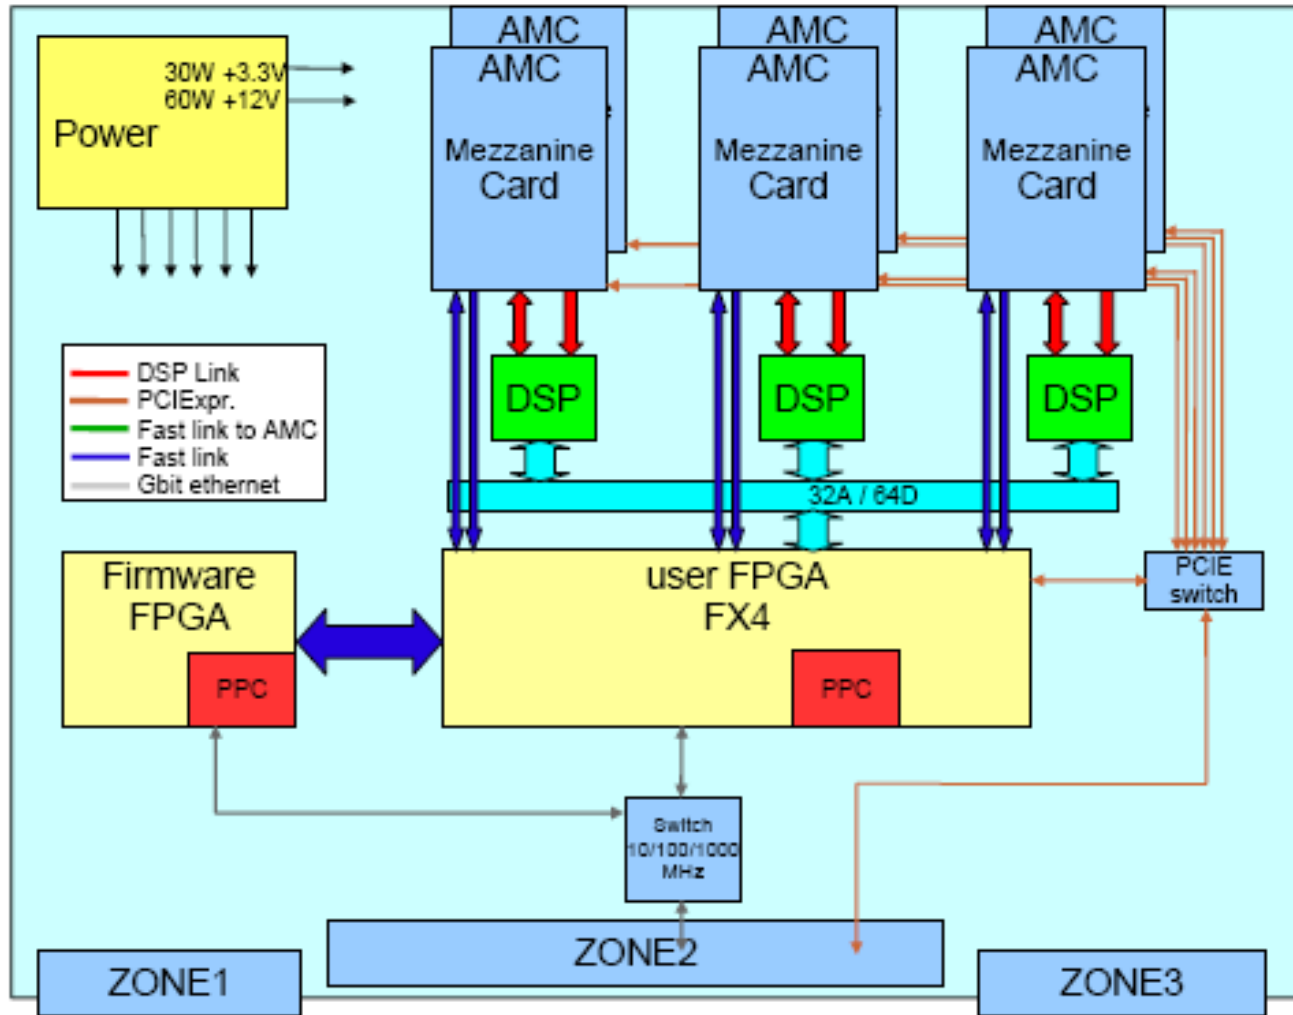 AMC
AMC
AMC
AMC
Mezzanine
Card
AMC
Mezzanine
Card
AMC
Mezzanine
Card
30W +3.3V
60W +12V
Power
DSP Link
PCIExpr.
Fast link to AMC
Fast link
Gbit ethernet
DSP
DSP
DSP
32A / 64D
Firmware
FPGA
PPC
user FPGA
FX4
PPC
PCIE
switch
Switch
10/100/1000
MHz
ZONE1
ZONE2
ZONE3